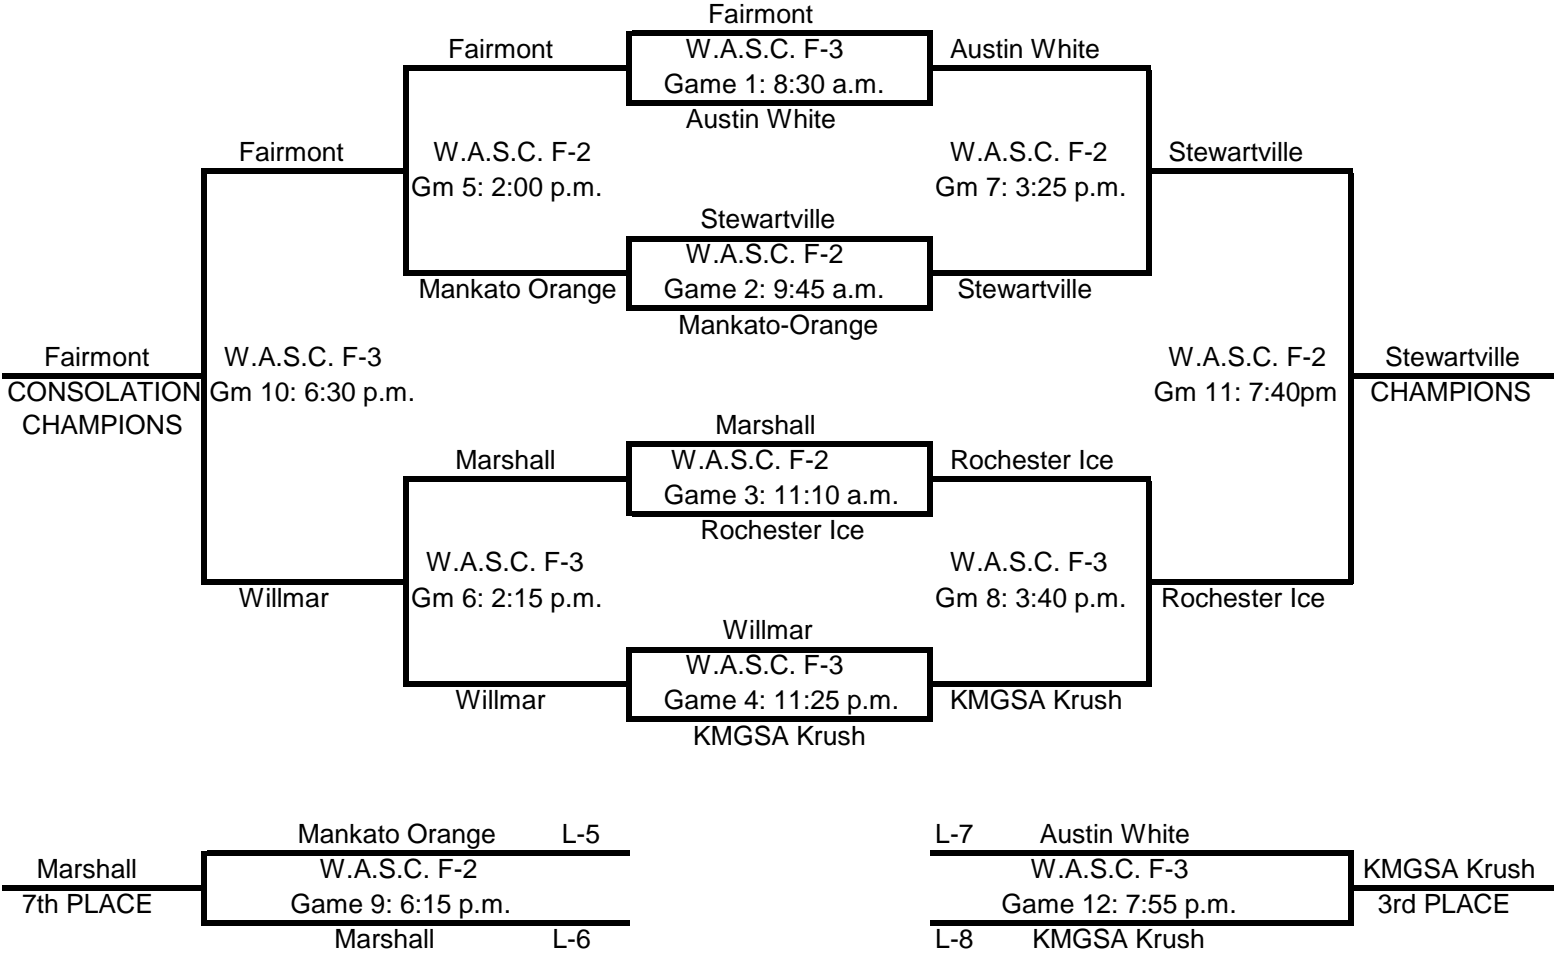 Fairmont
Fairmont
W.A.S.C. F-3
Austin White
Game 1: 8:30 a.m.
Austin White
Fairmont
W.A.S.C. F-2
W.A.S.C. F-2
Stewartville
Gm 5: 2:00 p.m.
Gm 7: 3:25 p.m.
Stewartville
W.A.S.C. F-2
Mankato Orange
Game 2: 9:45 a.m.
Stewartville
Mankato-Orange
Fairmont
W.A.S.C. F-3
W.A.S.C. F-2
Stewartville
CONSOLATION
Gm 10: 6:30 p.m.
Gm 11: 7:40pm
CHAMPIONS
CHAMPIONS
Marshall
Marshall
W.A.S.C. F-2
Rochester Ice
Game 3: 11:10 a.m.
Rochester Ice
W.A.S.C. F-3
W.A.S.C. F-3
Willmar
Gm 6: 2:15 p.m.
Gm 8: 3:40 p.m.
Rochester Ice
Willmar
W.A.S.C. F-3
Willmar
Game 4: 11:25 p.m.
KMGSA Krush
KMGSA Krush
Mankato Orange L-5
L-7 Austin White
Marshall
W.A.S.C. F-2
W.A.S.C. F-3
KMGSA Krush
7th PLACE
Game 9: 6:15 p.m.
Game 12: 7:55 p.m.
3rd PLACE
Marshall L-6
L-8 KMGSA Krush